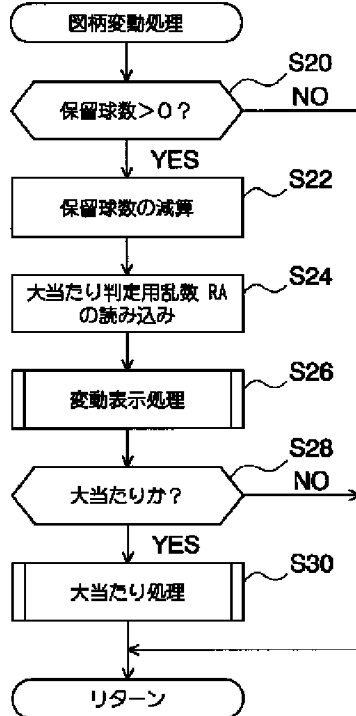 図柄変動処理
S20
保留球数>0?
NO
YES
S22
保留球数の減算
S24
大当たり判定用乱数 RA
の読み込み
S26
変動表示処理
S28
大当たりか?
NO
YES
S30
大当たり処理
リターン